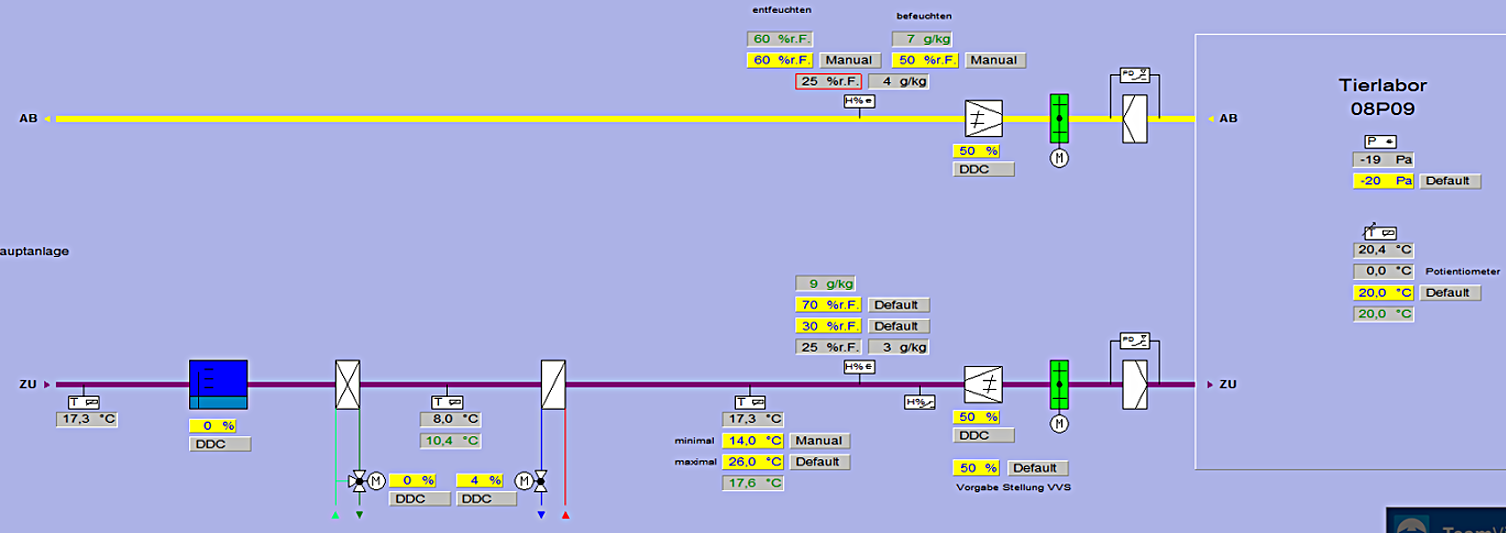 entfeuchten
befeuchten
60 %r.F.
7 g/kg
60 %r.F. Manual
50 %r.F. Manual
25 %r.F. 4 g/kg
H% e
PD
Tierlabor
08P09
AB
AB
50 %
DDC
M
P e
-19 Pa
-20 Pa Default
auptanlage
T
20,4 °C
0,0 °C Potientiometer
20,0 °C Default
20,0 °C
9 g/kg
70 %r.F. Default
30 %r.F. Default
25 %r.F. 3 g/kg
H% e
PD
ZU
ZU
T
17,3 °C
0 %
DDC
T
8,0 °C
10,4 °C
M
0 %
DDC
4 %
DDC
M
T
17,3 °C
minimal 14,0 °C Manual
maximal 26,0 °C Default
17,6 °C
H%
50 %
DDC
M
50 % Default
Vorgabe Stellung VVS